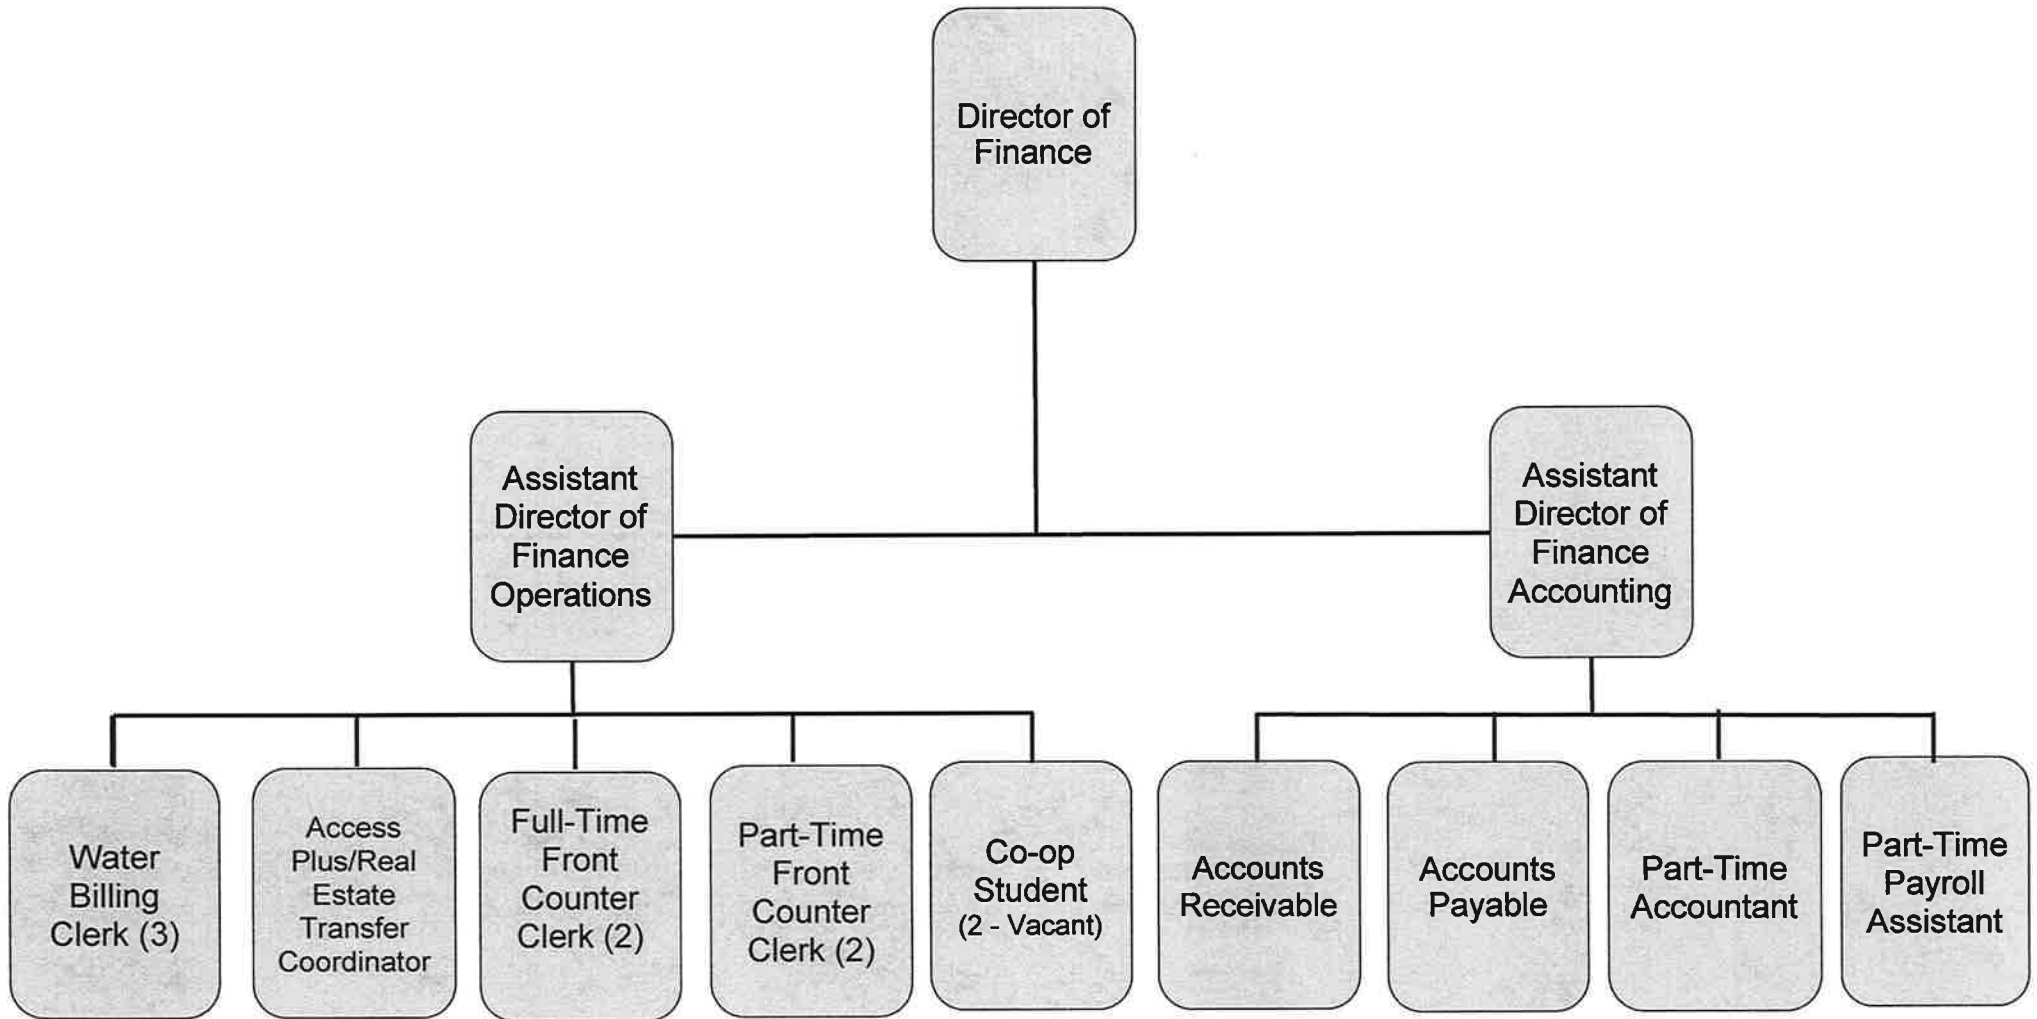 Director of
Finance
Assistant
Director of
Finance
Operations
Assistant
Director of
Finance
Accounting
Water
Billing
Clerk (3)
Access
Plus/Real
Estate
Transfer
Coordinator
Full-Time
Front
Counter
Clerk (2)
Part-Time
Front
Counter
Clerk (2)
Co-op
Student
(2 - Vacant)
Accounts
Receivable
Accounts
Payable
Part-Time
Accountant
Part-Time
Payroll
Assistant